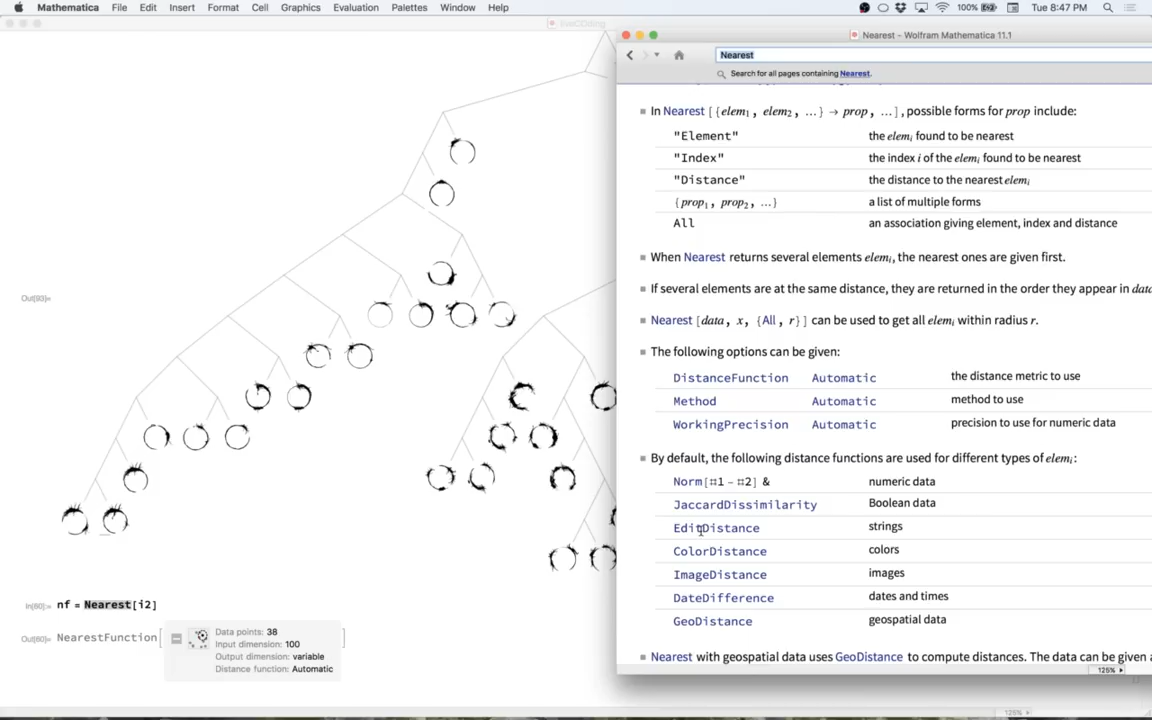 Mathematica File Edit Insert Format Cell Graphics Evaluation Palettes Window Help 100% Tue 8:47 PM
Nearest – Wolfram Mathematica 11.1
Nearest
Search for all pages containing Nearest.
In Nearest[{elem1, elem2, ...} → prop, ...], possible forms for prop include:
"Element" the elemi found to be nearest
"Index" the index i of the elemi found to be nearest
"Distance" the distance to the nearest elemi
{prop1, prop2, ...} a list of multiple forms
All an association giving element, index and distance
When Nearest returns several elements elemi, the nearest ones are given first.
If several elements are at the same distance, they are returned in the order they appear in data
Nearest[data, x, {All, r}] can be used to get all elemi within radius r.
The following options can be given:
DistanceFunction Automatic the distance metric to use
Method Automatic method to use
WorkingPrecision Automatic precision to use for numeric data
By default, the following distance functions are used for different types of elemi:
Norm[#1 - #2] & numeric data
JaccardDissimilarity Boolean data
EditDistance strings
ColorDistance colors
ImageDistance images
DateDifference dates and times
GeoDistance geospatial data
Nearest with geospatial data uses GeoDistance to compute distances. The data can be given a
125%
Out[93]=
In[60]:= nf = Nearest[i2]
Out[60]= NearestFunction[
Data points: 38
Input dimension: 100
Output dimension: variable
Distance function: Automatic
]
125%